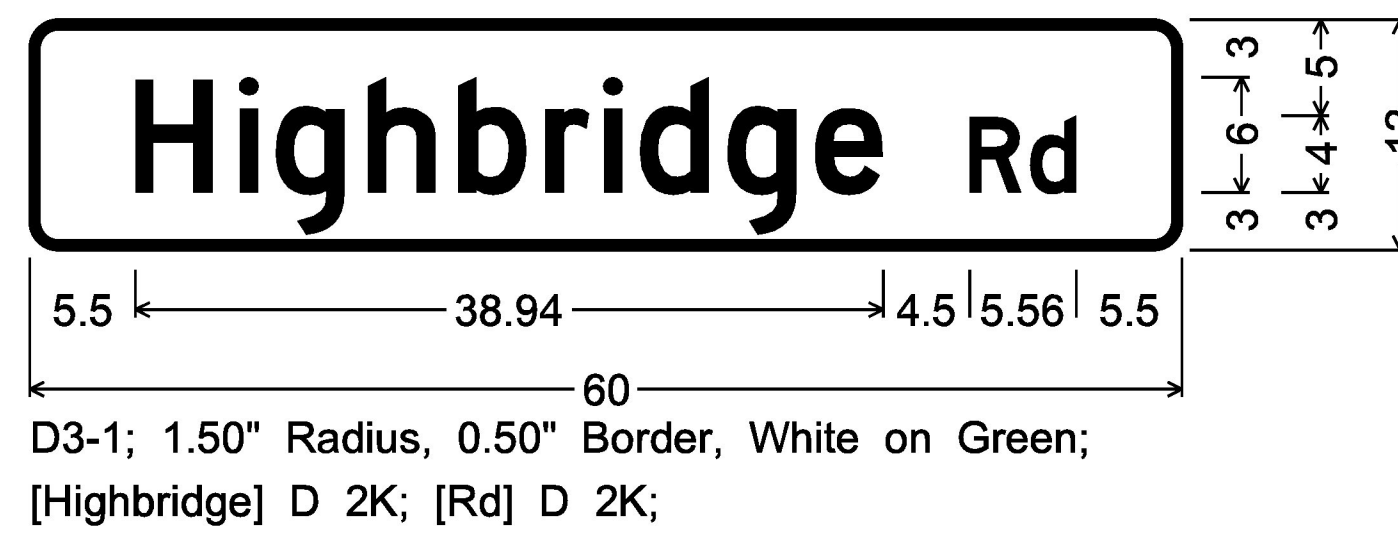 Highbridge Rd
3 6 3
5 4 3
12
5.5 38.94 4.5 5.56 5.5
60
D3-1; 1.50" Radius, 0.50" Border, White on Green;
[Highbridge] D 2K; [Rd] D 2K;